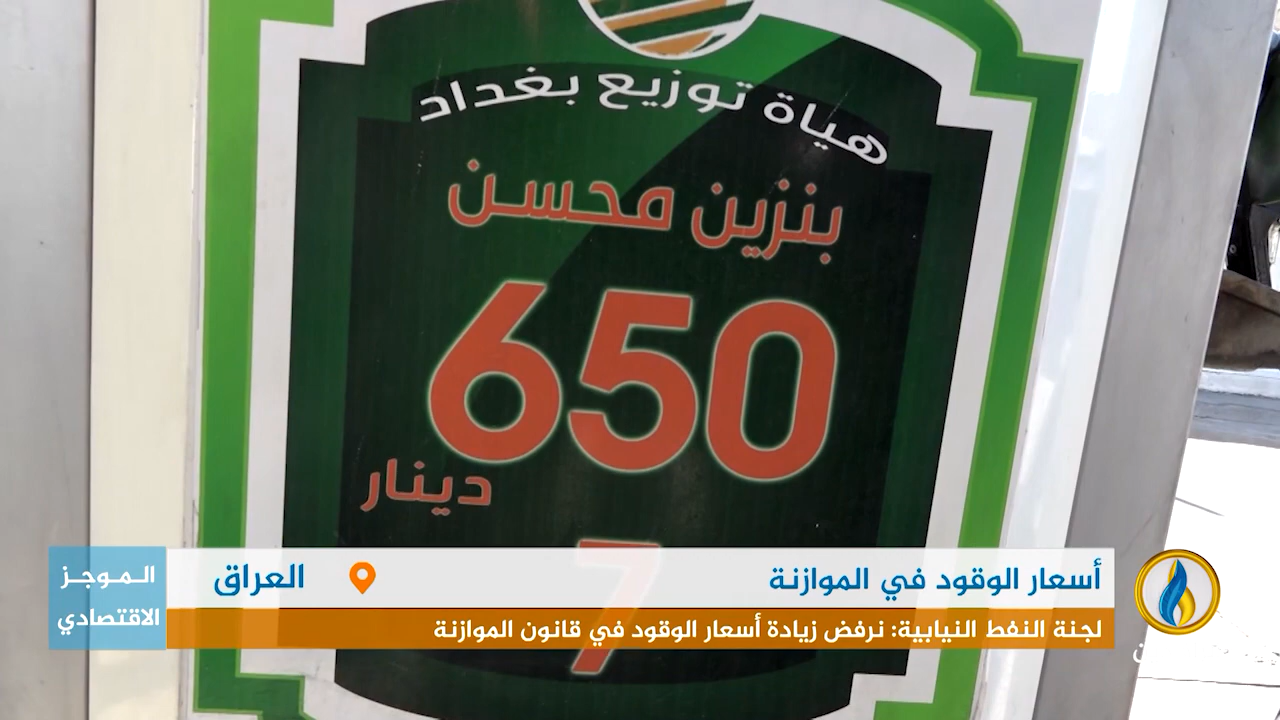 هياة توزيع بغداد
بنزين محسن
650
دينار
7
أسعار الوقود في الموازنة
العراق
الموجز
الاقتصادي
لجنة النفط النيابية: نرفض زيادة أسعار الوقود في قانون الموازنة